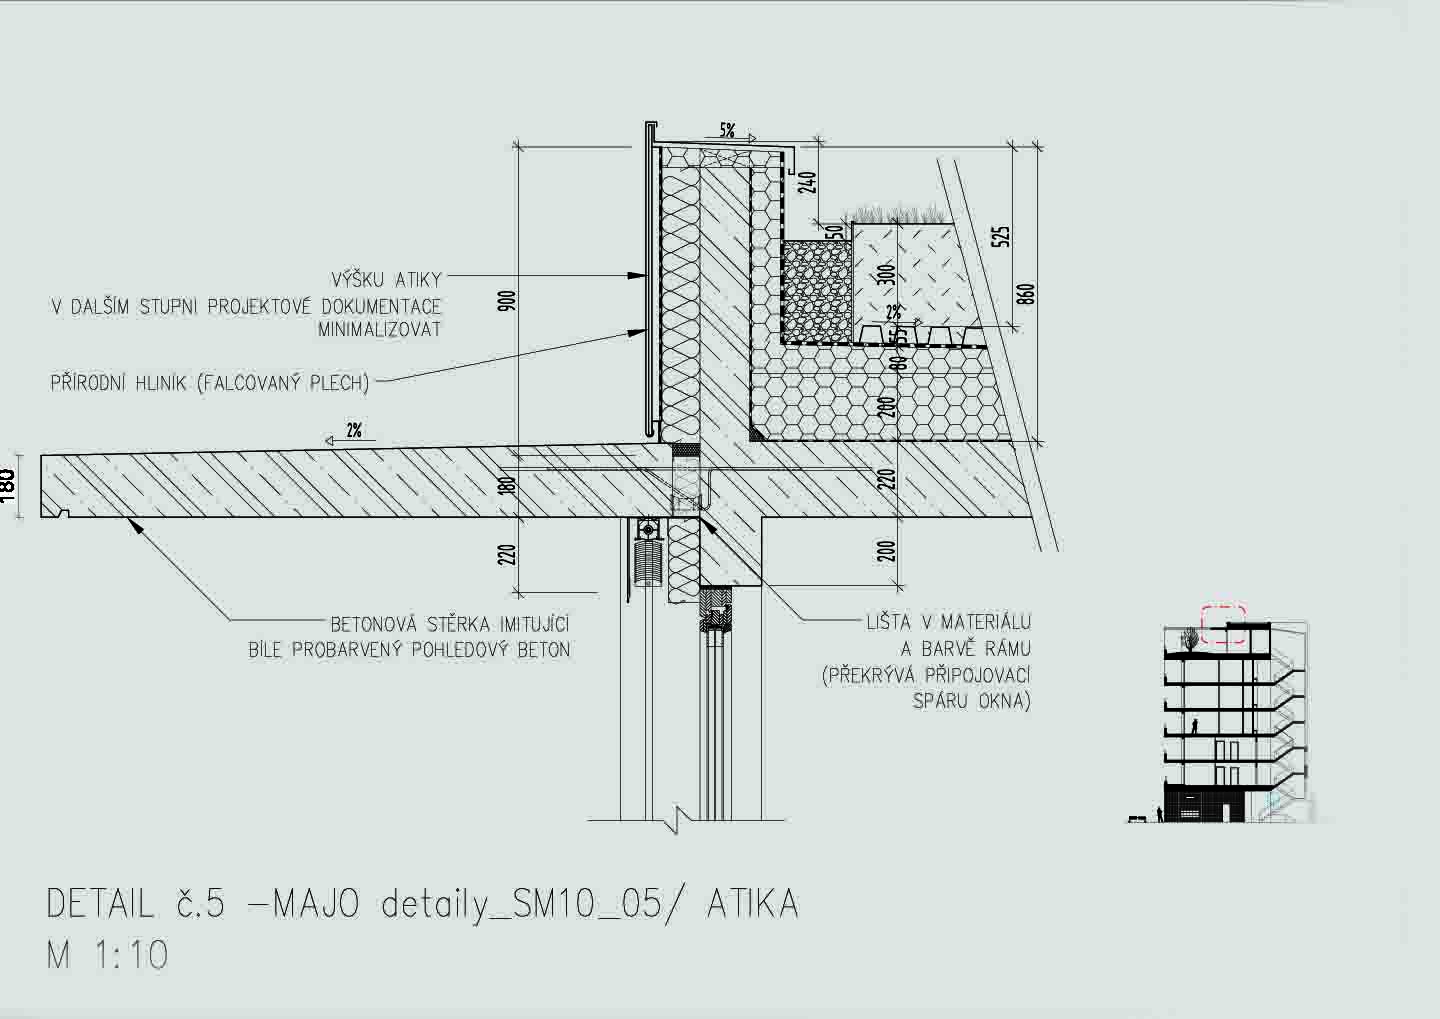 5%
240
50
525
300
860
900
2%
55
80
200
VÝŠKU ATIKY
V DALŠÍM STUPNI PROJEKTOVÉ DOKUMENTACE
MINIMALIZOVAT
PŘÍRODNÍ HLINÍK (FALCOVANÝ PLECH)
2%
180
180
220
220
200
BETONOVÁ STĚRKA IMITUJÍCÍ
BÍLE PROBARVENÝ POHLEDOVÝ BETON
LIŠTA V MATERIÁLU
A BARVĚ RÁMU
(PŘEKRÝVÁ PŘIPOJOVACÍ
SPÁRU OKNA)
DETAIL č.5 -MAJO detaily_SM10_05/ ATIKA
M 1:10